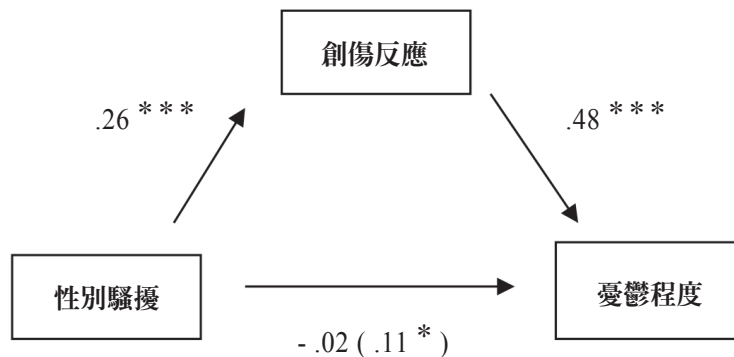 創傷反應
.26 ***
.48 ***
性別騷擾
憂鬱程度
- .02 ( .11 * )